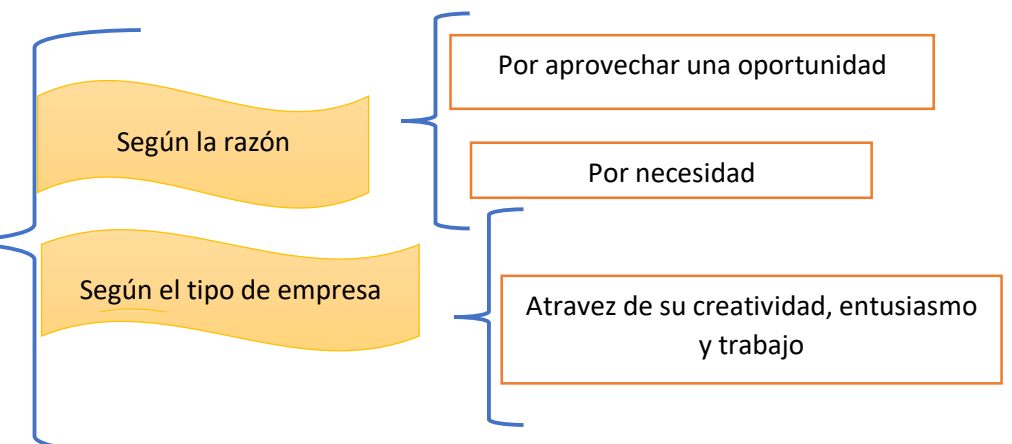 Por aprovechar una oportunidad
Según la razón
Por necesidad
Según el tipo de empresa
Atravez de su creatividad, entusiasmo
y trabajo